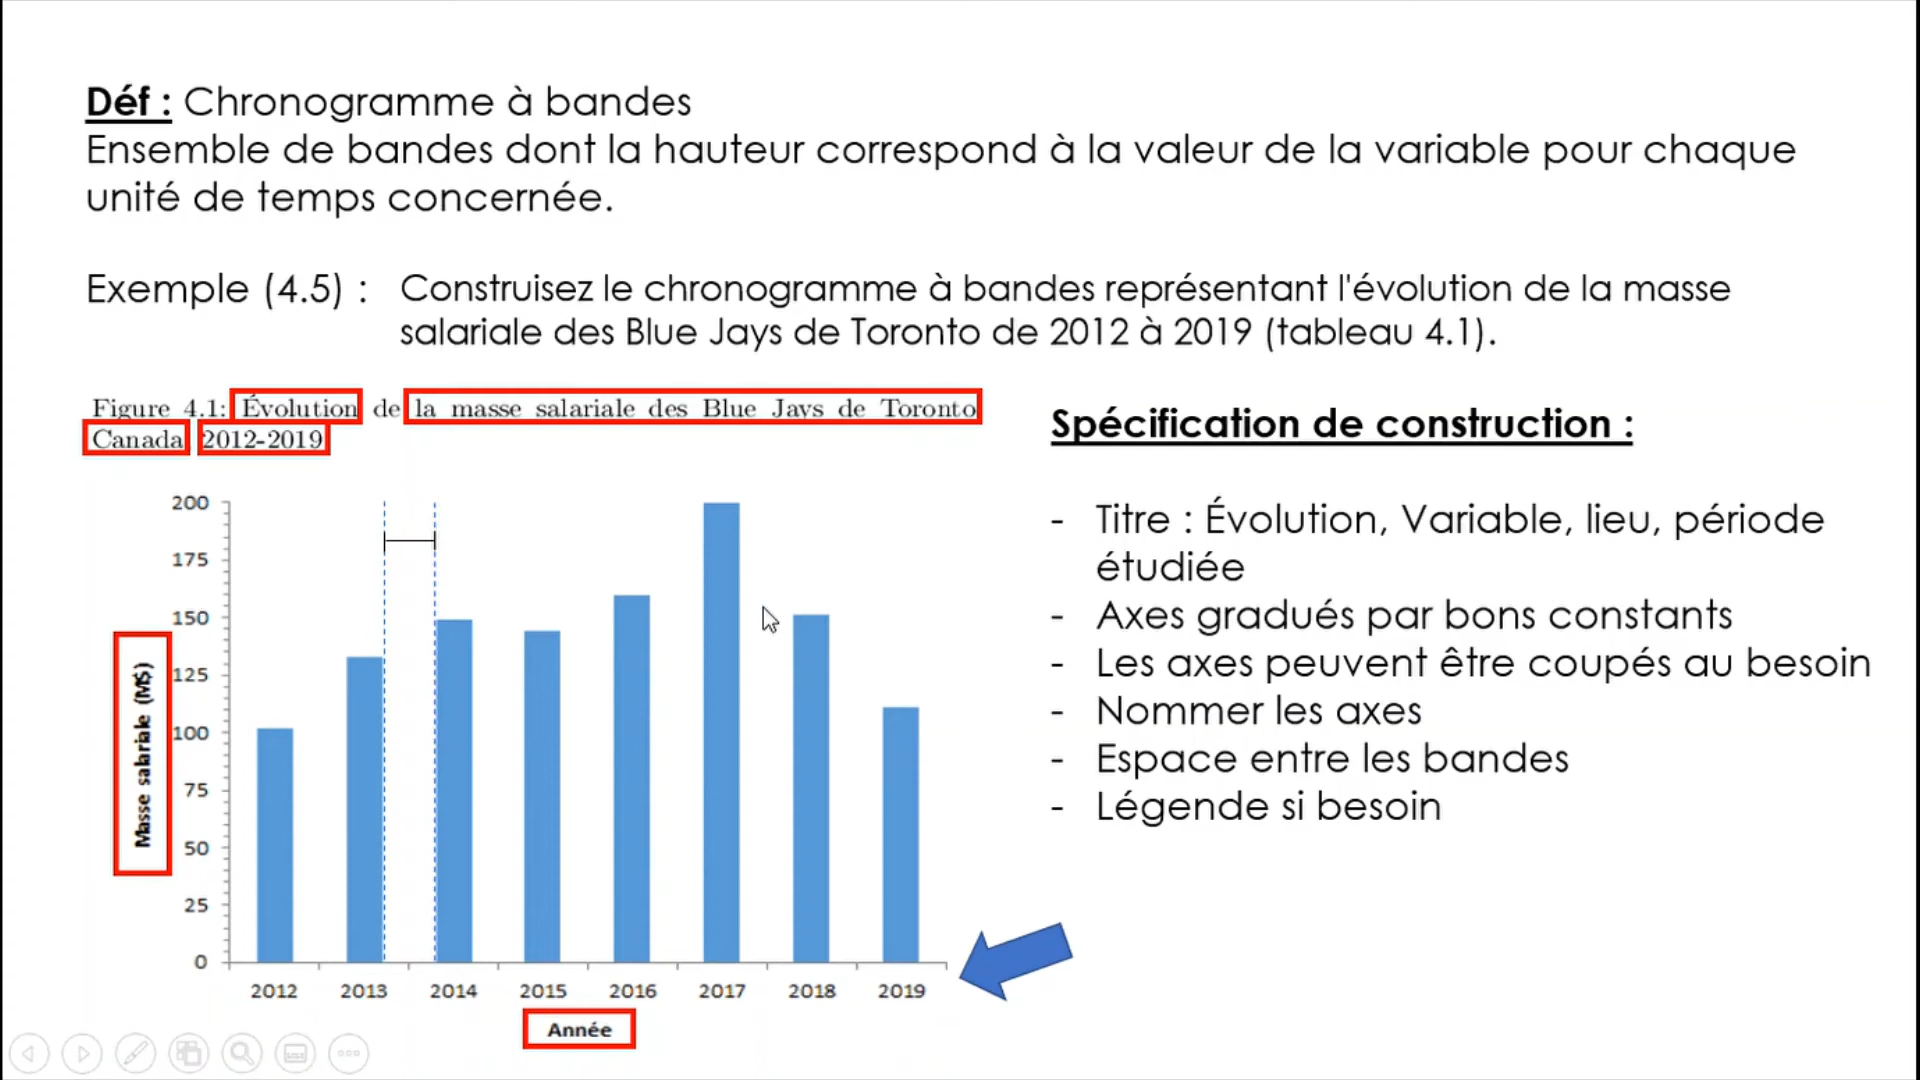 Déf : Chronogramme à bandes
Ensemble de bandes dont la hauteur correspond à la valeur de la variable pour chaque
unité de temps concernée.
Exemple (4.5) : Construisez le chronogramme à bandes représentant l'évolution de la masse
salariale des Blue Jays de Toronto de 2012 à 2019 (tableau 4.1).
Figure 4.1: Évolution de la masse salariale des Blue Jays de Toronto
Canada 2012-2019
200
175
150
125
100
75
50
25
0
Masse salariale (M$)
2012 2013 2014 2015 2016 2017 2018 2019
Année
Spécification de construction :
- Titre : Évolution, Variable, lieu, période
étudiée
- Axes gradués par bons constants
- Les axes peuvent être coupés au besoin
- Nommer les axes
- Espace entre les bandes
- Légende si besoin